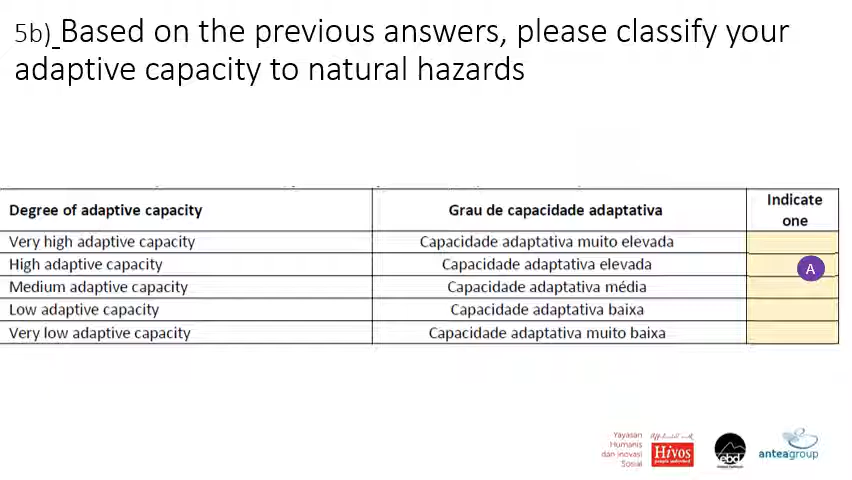 5b) Based on the previous answers, please classify your
adaptive capacity to natural hazards
Degree of adaptive capacity Grau de capacidade adaptativa Indicate one
Very high adaptive capacity Capacidade adaptativa muito elevada
High adaptive capacity Capacidade adaptativa elevada A
Medium adaptive capacity Capacidade adaptativa média
Low adaptive capacity Capacidade adaptativa baixa
Very low adaptive capacity Capacidade adaptativa muito baixa
Yayasan
Humanis
dan Inovasi
Sosial
Hivos
people unlimited
ebd
anteagroup